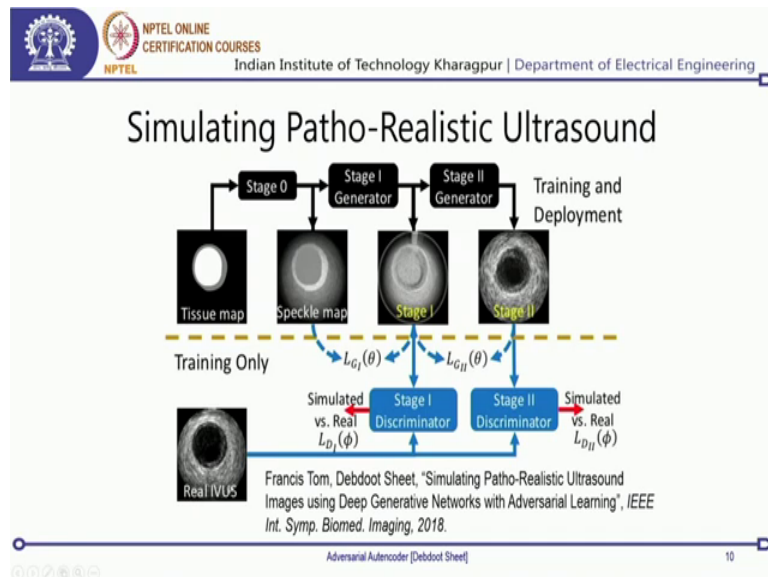 NPTEL ONLINE
CERTIFICATION COURSES
NPTEL
Indian Institute of Technology Kharagpur | Department of Electrical Engineering
Simulating Patho-Realistic Ultrasound
Stage 0
Stage I
Generator
Stage II
Generator
Training and
Deployment
Tissue map
Speckle map
Stage I
Stage II
Training Only
L_{G_I}(θ)
L_{G_{II}}(θ)
Simulated
vs. Real
L_{D_I}(ϕ)
Stage I
Discriminator
Stage II
Discriminator
Simulated
vs. Real
L_{D_{II}}(ϕ)
Real IVUS
Francis Tom, Debdoot Sheet, “Simulating Patho-Realistic Ultrasound
Images using Deep Generative Networks with Adversarial Learning”, IEEE
Int. Symp. Biomed. Imaging, 2018.
Adversarial Autencoder [Debdoot Sheet]
10